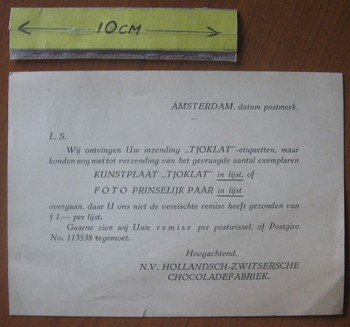 10CM
AMSTERDAM, datum postmerk.
L. S.
Wij ontvingen Uw inzending „TJOKLAT"-etiquetten, maar
konden nog niet tot verzending van het gevraagde aantal exemplaren
KUNSTPLAAT „TJOKLAT" in lijst, of
FOTO PRINSELIJK PAAR in lijst
overgaan, daar U ons niet de vereischte remise heeft gezonden van
f 1.— per lijst.
Gaarne zien wij Uwe remise per postwissel, of Postgiro
No. 113538 tegemoet.
Hoogachtend,
N.V. HOLLANDSCH-ZWITSERSCHE
CHOCOLADEFABRIEK.